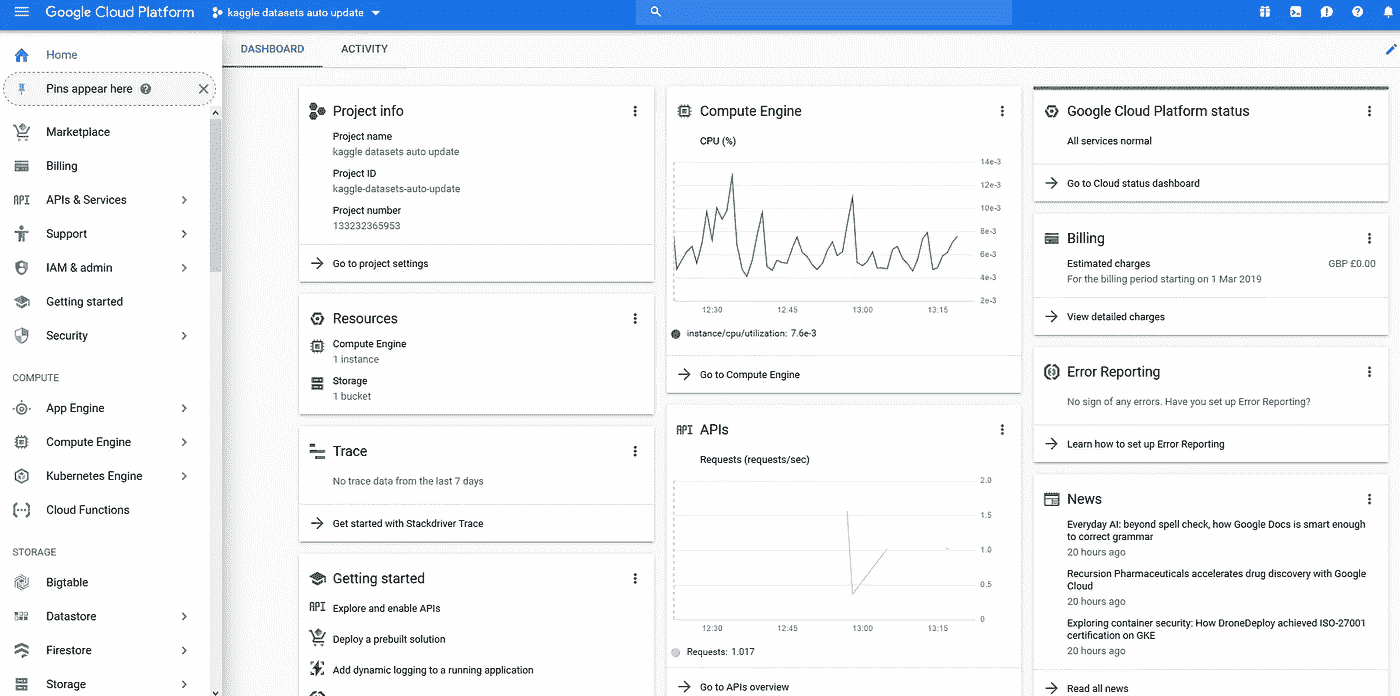 Google Cloud Platform
kaggle datasets auto update
DASHBOARD
ACTIVITY
Home
Pins appear here
Marketplace
Billing
API APIs & Services
Support
IAM & admin
Getting started
Security
COMPUTE
App Engine
Compute Engine
Kubernetes Engine
Cloud Functions
STORAGE
Bigtable
Datastore
Firestore
Storage
Project info
Project name
kaggle datasets auto update
Project ID
kaggle-datasets-auto-update
Project number
133232365953
Go to project settings
Resources
Compute Engine
1 instance
Storage
1 bucket
Trace
No trace data from the last 7 days
Get started with Stackdriver Trace
Getting started
API Explore and enable APIs
Deploy a prebuilt solution
Add dynamic logging to a running application
Compute Engine
CPU (%)
14e-3
12e-3
10e-3
8e-3
6e-3
4e-3
2e-3
12:30 12:45 13:00 13:15
instance/cpu/utilization: 7.6e-3
Go to Compute Engine
API APIs
Requests (requests/sec)
2.0
1.5
1.0
0.5
0
12:30 12:45 13:00 13:15
Requests: 1.017
Go to APIs overview
Google Cloud Platform status
All services normal
Go to Cloud status dashboard
Billing
Estimated charges GBP £0.00
For the billing period starting on 1 Mar 2019
View detailed charges
Error Reporting
No sign of any errors. Have you set up Error Reporting?
Learn how to set up Error Reporting
News
Everyday AI: beyond spell check, how Google Docs is smart enough
to correct grammar
20 hours ago
Recursion Pharmaceuticals accelerates drug discovery with Google
Cloud
20 hours ago
Exploring container security: How DroneDeploy achieved ISO-27001
certification on GKE
20 hours ago
Read all news